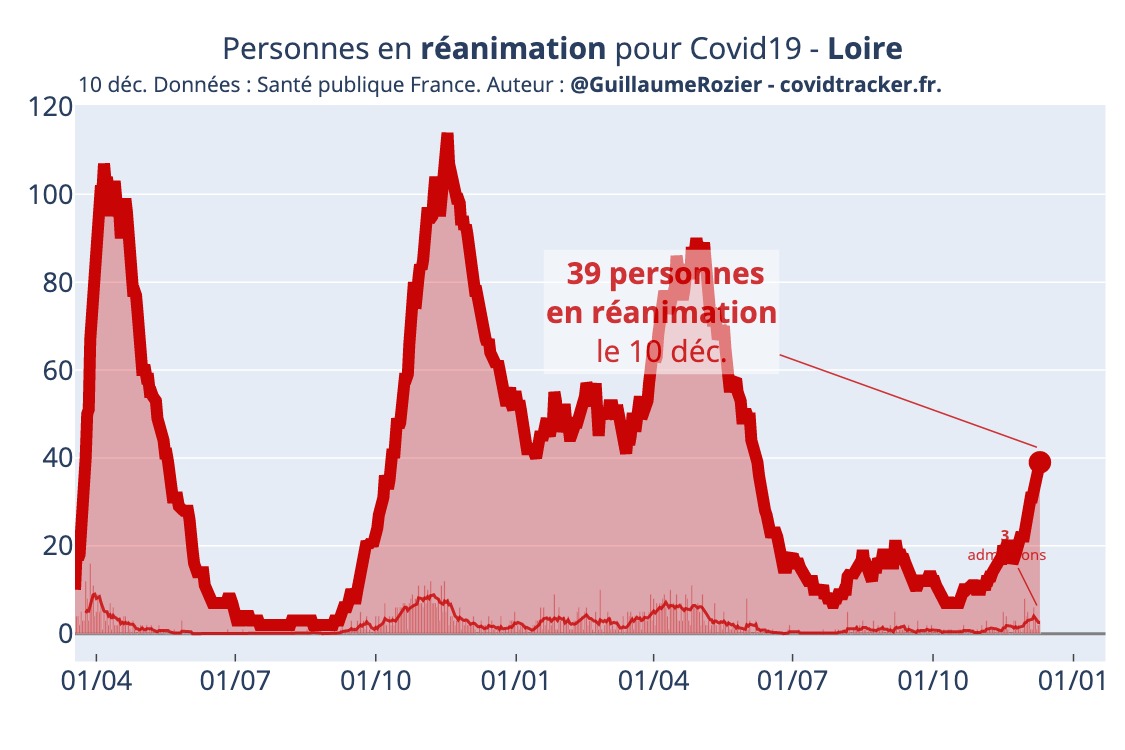 Personnes en réanimation pour Covid19 - Loire
10 déc. Données : Santé publique France. Auteur : @GuillaumeRozier - covidtracker.fr.
120
100
80
60
40
20
0
39 personnes
en réanimation
le 10 déc.
3
admissions
01/04
01/07
01/10
01/01
01/04
01/07
01/10
01/01